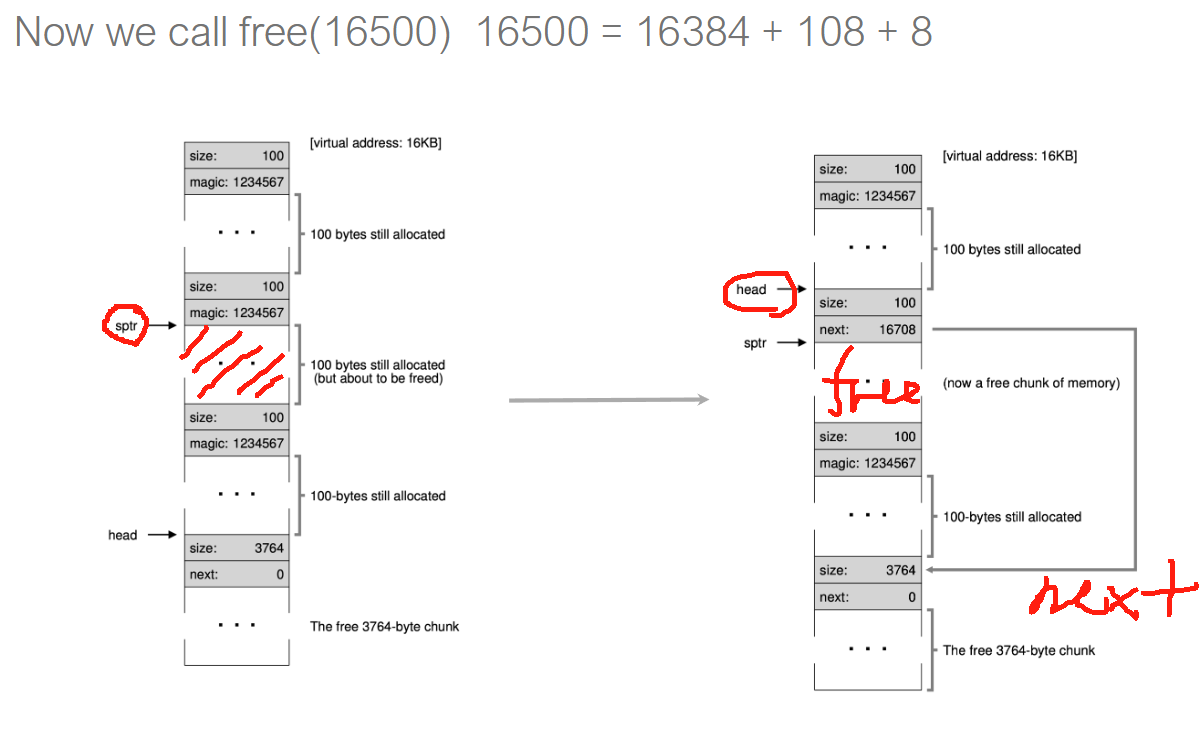 Now we call free(16500) 16500 = 16384 + 108 + 8
[virtual address: 16KB]
size: 100
magic: 1234567
. . .
100 bytes still allocated
size: 100
magic: 1234567
sptr
100 bytes still allocated
(but about to be freed)
size: 100
magic: 1234567
. . .
100-bytes still allocated
head
size: 3764
next: 0
. . .
The free 3764-byte chunk
[virtual address: 16KB]
size: 100
magic: 1234567
. . .
100 bytes still allocated
head
size: 100
next: 16708
sptr
free
(now a free chunk of memory)
size: 100
magic: 1234567
. . .
100-bytes still allocated
size: 3764
next: 0
next
. . .
The free 3764-byte chunk